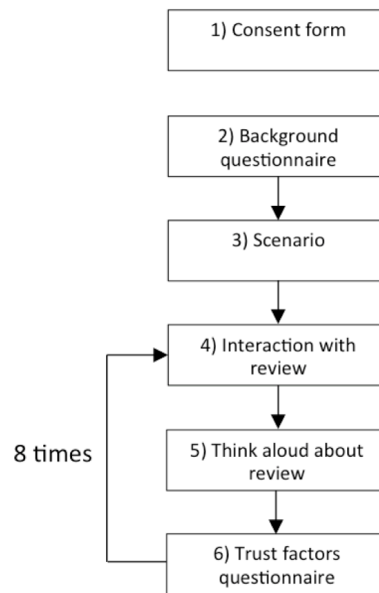 1) Consent form
2) Background
questionnaire
3) Scenario
4) Interaction with
review
8 times
5) Think aloud about
review
6) Trust factors
questionnaire